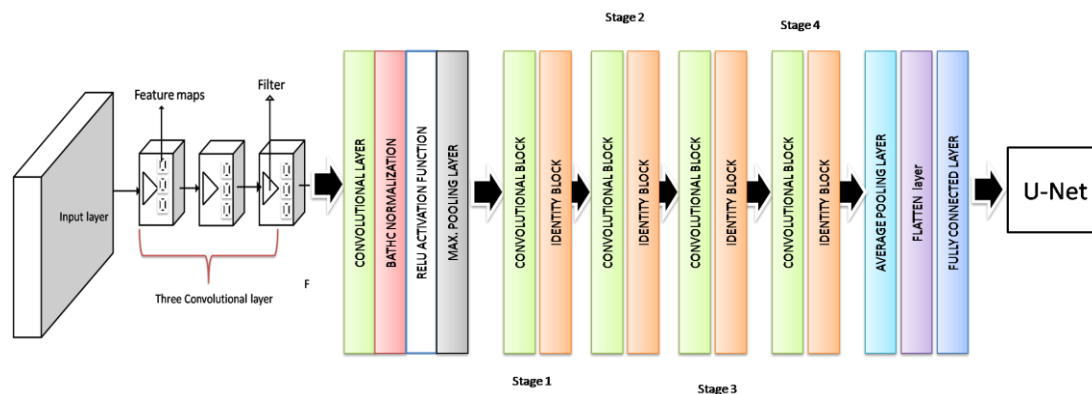 Stage 2
Stage 4
Feature maps
Filter
Input layer
Three Convolutional layer
F
CONVOLUTIONAL LAYER
BATHC NORMALIZATION
RELU ACTIVATION FUNCTION
MAX. POOLING LAYER
CONVOLUTIONAL BLOCK
IDENTITY BLOCK
CONVOLUTIONAL BLOCK
IDENTITY BLOCK
CONVOLUTIONAL BLOCK
IDENTITY BLOCK
CONVOLUTIONAL BLOCK
IDENTITY BLOCK
AVERAGE POOLING LAYER
FLATTEN layer
FULLY CONNECTED LAYER
U-Net
Stage 1
Stage 3